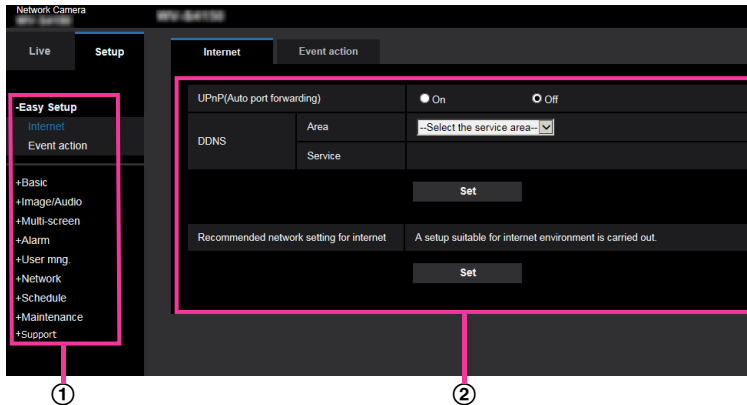 Network Camera
Live
Setup
Internet
Event action
-Easy Setup
Internet
Event action
+Basic
+Image/Audio
+Multi-screen
+Alarm
+User mng.
+Network
+Schedule
+Maintenance
+Support
UPnP(Auto port forwarding)
On
Off
DDNS
Area
--Select the service area--
Service
Set
Recommended network setting for internet
A setup suitable for internet environment is carried out.
Set
①
②